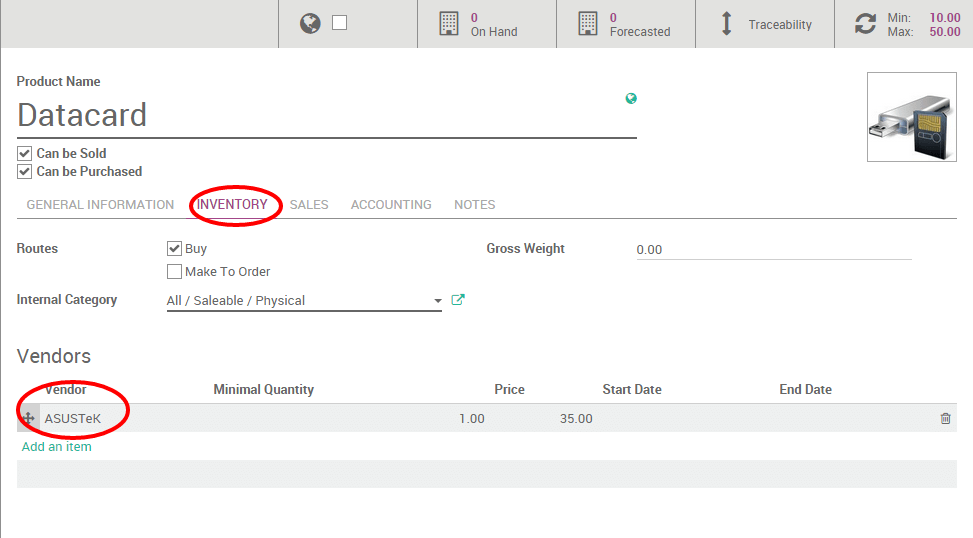 0
On Hand
0
Forecasted
Traceability
Min: 10.00
Max: 50.00
Product Name
Datacard
Can be Sold
Can be Purchased
GENERAL INFORMATION INVENTORY SALES ACCOUNTING NOTES
Routes Buy Gross Weight 0.00
Make To Order
Internal Category All / Saleable / Physical
Vendors
Vendor Minimal Quantity Price Start Date End Date
ASUSTeK 1.00 35.00
Add an item